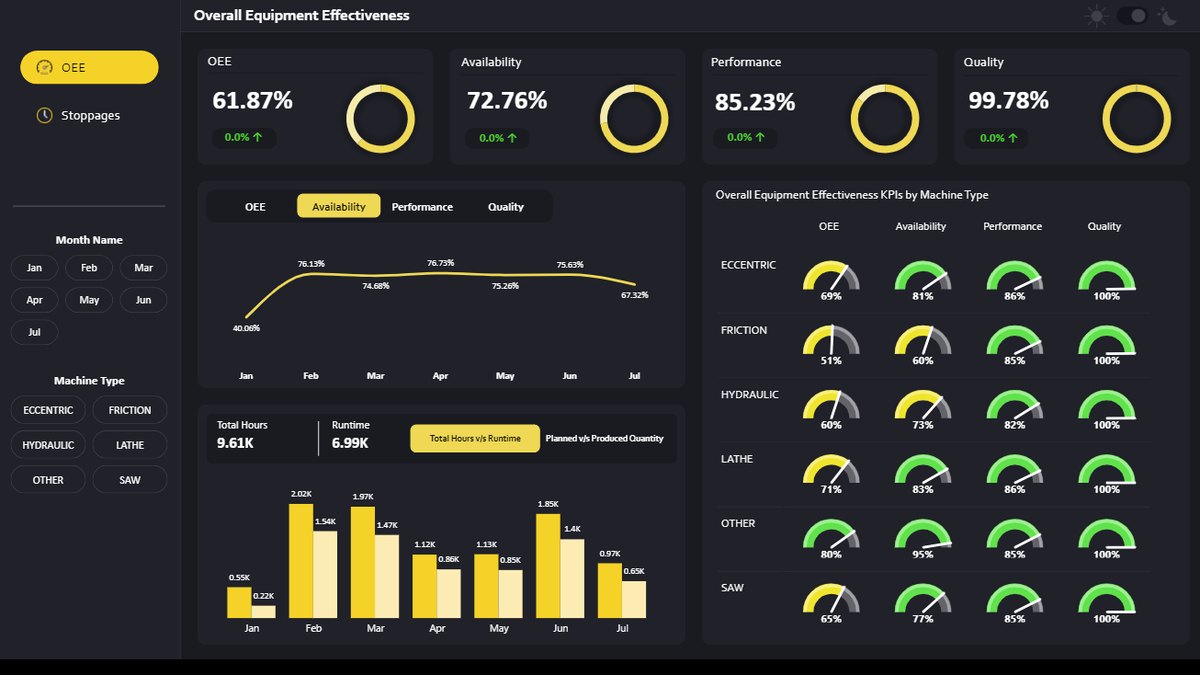 Overall Equipment Effectiveness
OEE
Stoppages
Month Name
Jan Feb Mar
Apr May Jun
Jul
Machine Type
ECCENTRIC FRICTION
HYDRAULIC LATHE
OTHER SAW
OEE
61.87%
0.0% ↑
Availability
72.76%
0.0% ↑
Performance
85.23%
0.0% ↑
Quality
99.78%
0.0% ↑
OEE Availability Performance Quality
76.13% 76.73% 75.63%
74.68% 75.26% 67.32%
40.06%
Jan Feb Mar Apr May Jun Jul
Total Hours
9.61K
Runtime
6.99K
Total Hours v/s Runtime
Planned v/s Produced Quantity
0.55K 0.22K 2.02K 1.54K 1.97K 1.47K 1.12K 0.86K 1.13K 0.85K 1.85K 1.4K 0.97K 0.65K
Jan Feb Mar Apr May Jun Jul
Overall Equipment Effectiveness KPIs by Machine Type
OEE Availability Performance Quality
ECCENTRIC
69% 81% 86% 100%
FRICTION
51% 60% 85% 100%
HYDRAULIC
60% 73% 82% 100%
LATHE
71% 83% 86% 100%
OTHER
80% 95% 85% 100%
SAW
65% 77% 85% 100%